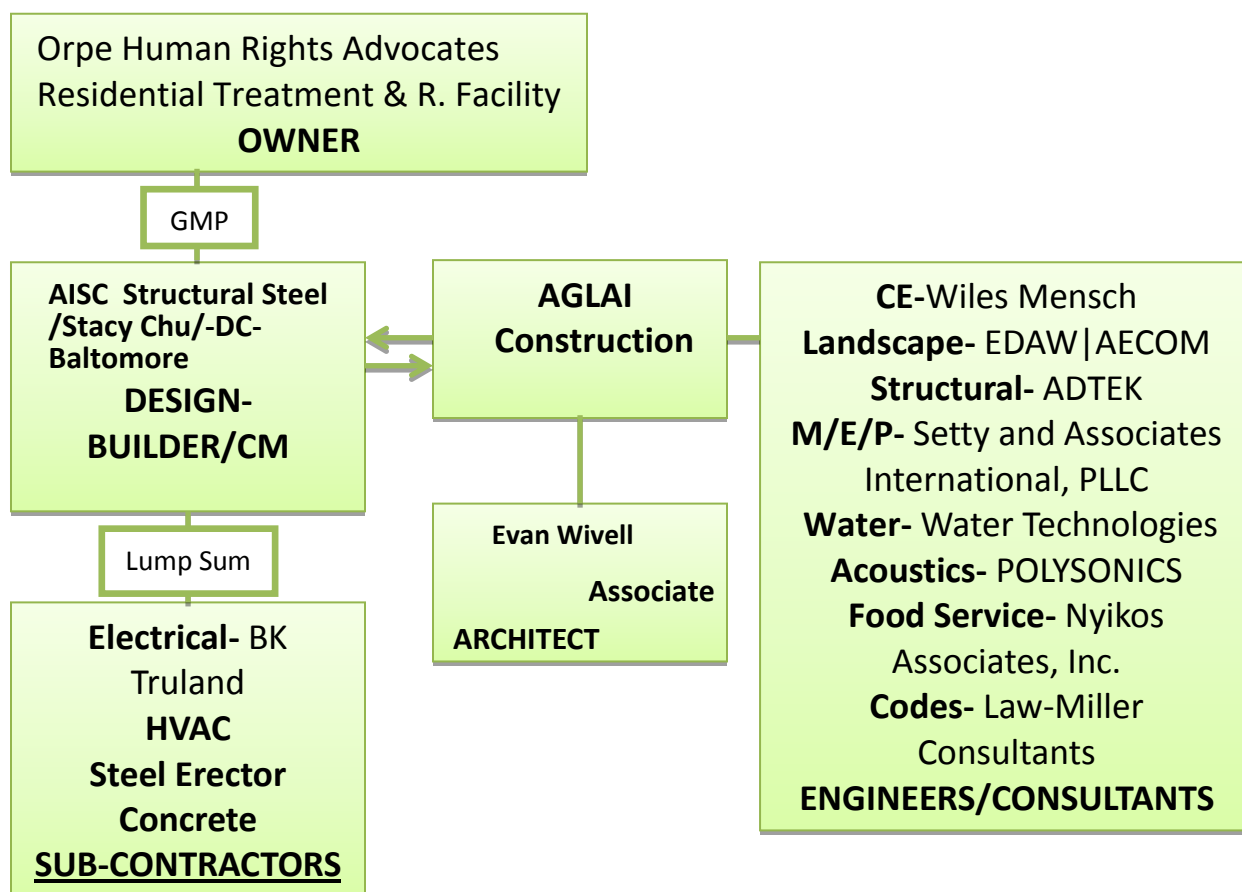 Orpe Human Rights Advocates
Residential Treatment & R. Facility
OWNER
GMP
AISC  Structural Steel
/Stacy Chu/-DC-
Baltomore
DESIGN-
BUILDER/CM
Lump Sum
Electrical- BK
Truland
HVAC
Steel Erector
Concrete
SUB-CONTRACTORS
AGLAI
Construction
Evan Wivell
Associate
ARCHITECT
CE-Wiles Mensch
Landscape- EDAW|AECOM
Structural- ADTEK
M/E/P- Setty and Associates
International, PLLC
Water- Water Technologies
Acoustics- POLYSONICS
Food Service- Nyikos
Associates, Inc.
Codes- Law-Miller
Consultants
ENGINEERS/CONSULTANTS